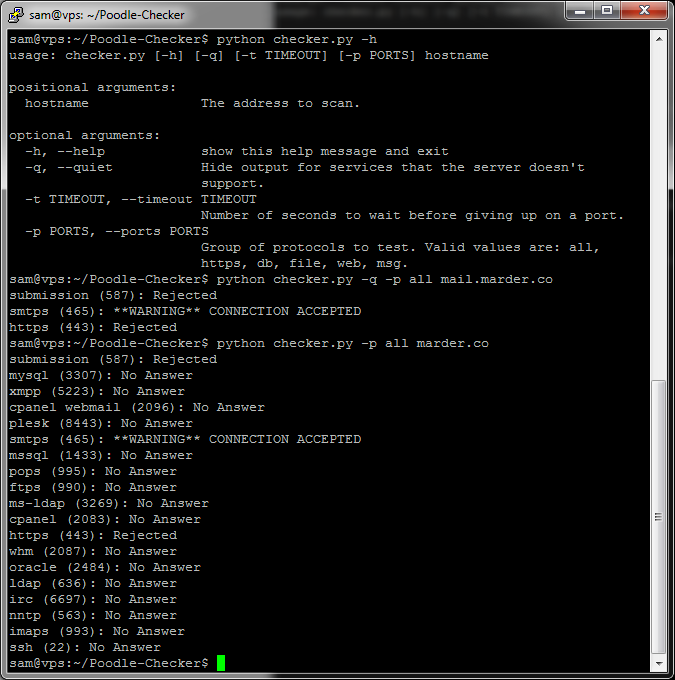 sam@vps: ~/Poodle-Checker
sam@vps:~/Poodle-Checker$ python checker.py -h
usage: checker.py [-h] [-q] [-t TIMEOUT] [-p PORTS] hostname
positional arguments:
hostname The address to scan.
optional arguments:
-h, --help show this help message and exit
-q, --quiet Hide output for services that the server doesn't
support.
-t TIMEOUT, --timeout TIMEOUT
Number of seconds to wait before giving up on a port.
-p PORTS, --ports PORTS
Group of protocols to test. Valid values are: all,
https, db, file, web, msg.
sam@vps:~/Poodle-Checker$ python checker.py -q -p all mail.marder.co
submission (587): Rejected
smtps (465): **WARNING** CONNECTION ACCEPTED
https (443): Rejected
sam@vps:~/Poodle-Checker$ python checker.py -p all marder.co
submission (587): Rejected
mysql (3307): No Answer
xmpp (5223): No Answer
cpanel webmail (2096): No Answer
plesk (8443): No Answer
smtps (465): **WARNING** CONNECTION ACCEPTED
mssql (1433): No Answer
pops (995): No Answer
ftps (990): No Answer
ms-ldap (3269): No Answer
cpanel (2083): No Answer
https (443): Rejected
whm (2087): No Answer
oracle (2484): No Answer
ldap (636): No Answer
irc (6697): No Answer
nntp (563): No Answer
imaps (993): No Answer
ssh (22): No Answer
sam@vps:~/Poodle-Checker$